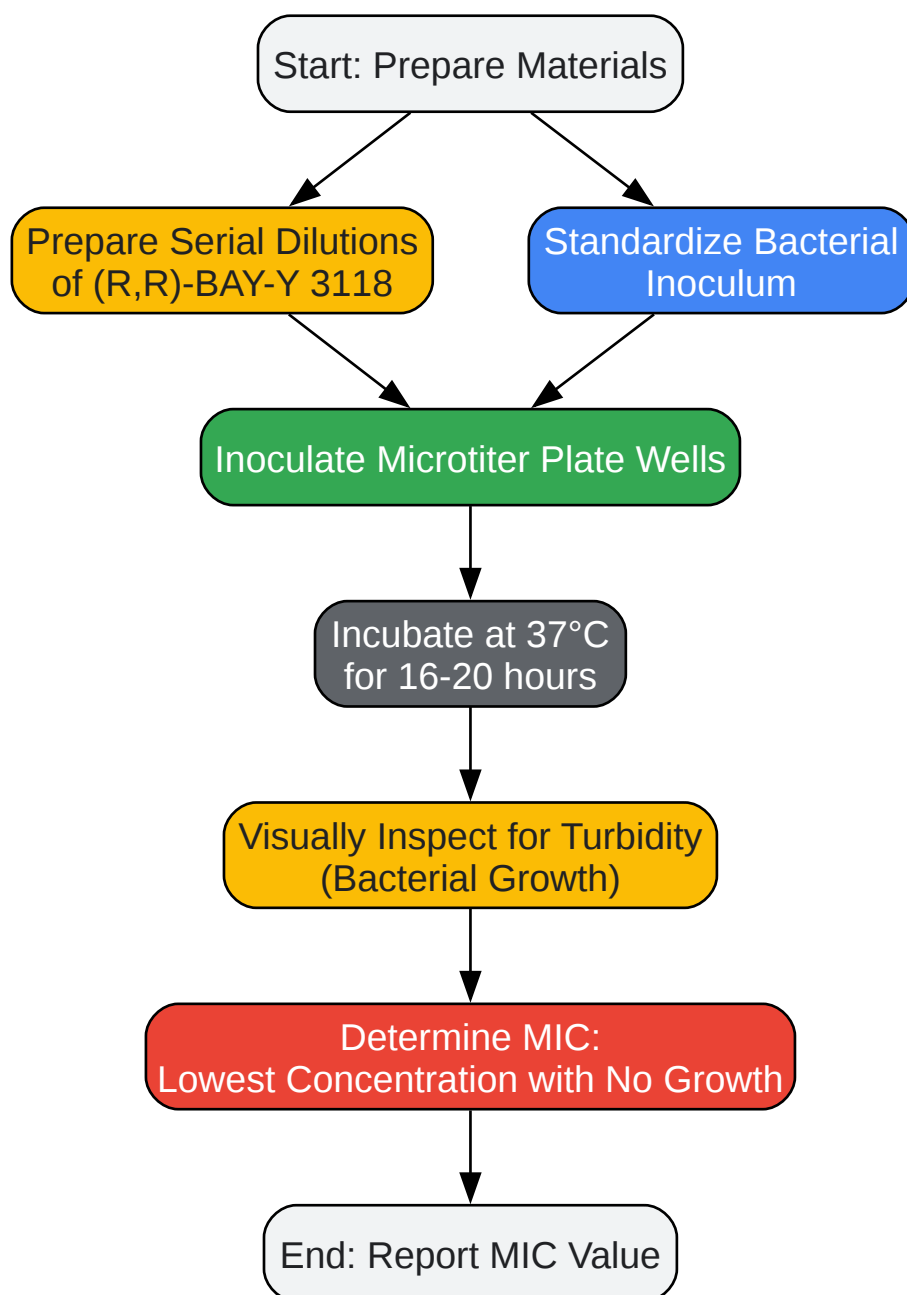 Start: Prepare Materials
Prepare Serial Dilutions
of (R,R)-BAY-Y 3118
Standardize Bacterial
Inoculum
Inoculate Microtiter Plate Wells
Incubate at 37°C
for 16-20 hours
Visually Inspect for Turbidity
(Bacterial Growth)
Determine MIC:
Lowest Concentration with No Growth
End: Report MIC Value